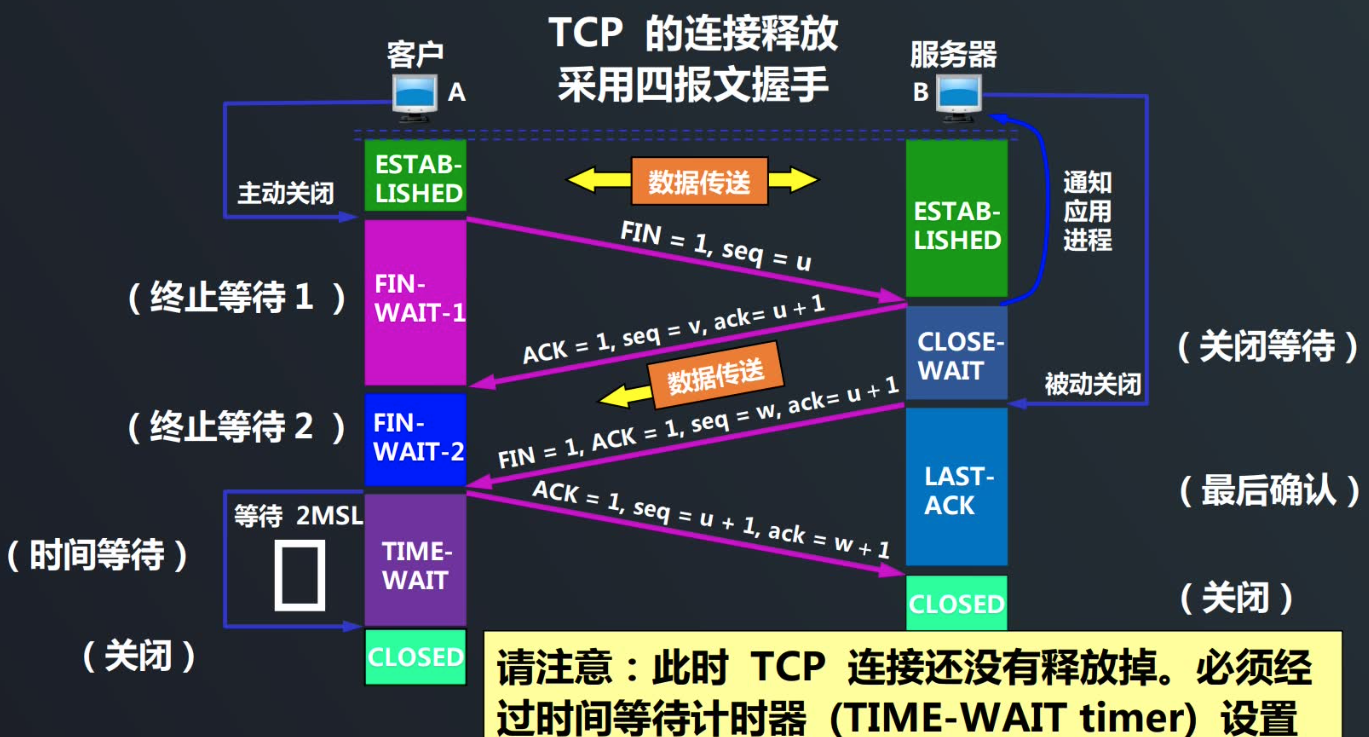 TCP 的连接释放
采用四报文握手
客户
A
服务器
B
ESTAB-
LISHED
数据传送
ESTAB-
LISHED
通知
应用
进程
主动关闭
FIN = 1, seq = u
(终止等待 1 )
FIN-
WAIT-1
ACK = 1, seq = v, ack= u + 1
CLOSE-
WAIT
(关闭等待)
数据传送
被动关闭
(终止等待 2 )
FIN-
WAIT-2
FIN = 1, ACK = 1, seq = w, ack= u + 1
LAST-
ACK
(最后确认)
等待 2MSL
ACK = 1, seq = u + 1, ack = w + 1
(时间等待)
TIME-
WAIT
CLOSED
(关闭)
(关闭)
CLOSED
请注意：此时 TCP 连接还没有释放掉。必须经
过时间等待计时器 (TIME-WAIT timer) 设置